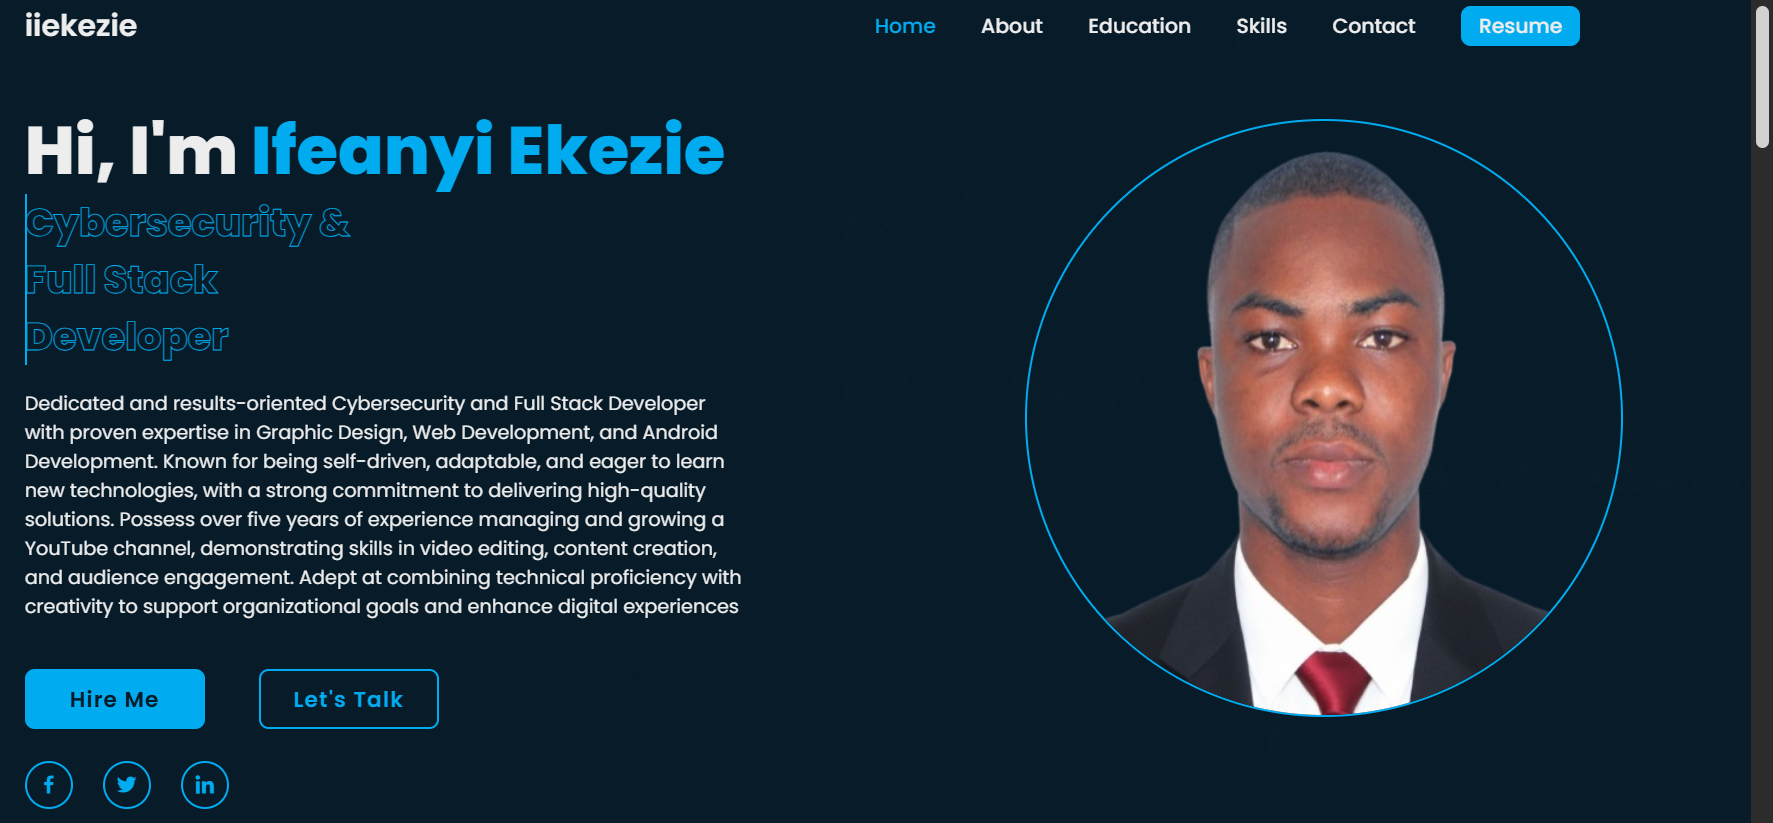 iiekezie
Home About Education Skills Contact Resume
Hi, I'm Ifeanyi Ekezie
Cybersecurity &
Full Stack
Developer
Dedicated and results-oriented Cybersecurity and Full Stack Developer
with proven expertise in Graphic Design, Web Development, and Android
Development. Known for being self-driven, adaptable, and eager to learn
new technologies, with a strong commitment to delivering high-quality
solutions. Possess over five years of experience managing and growing a
YouTube channel, demonstrating skills in video editing, content creation,
and audience engagement. Adept at combining technical proficiency with
creativity to support organizational goals and enhance digital experiences
Hire Me Let's Talk